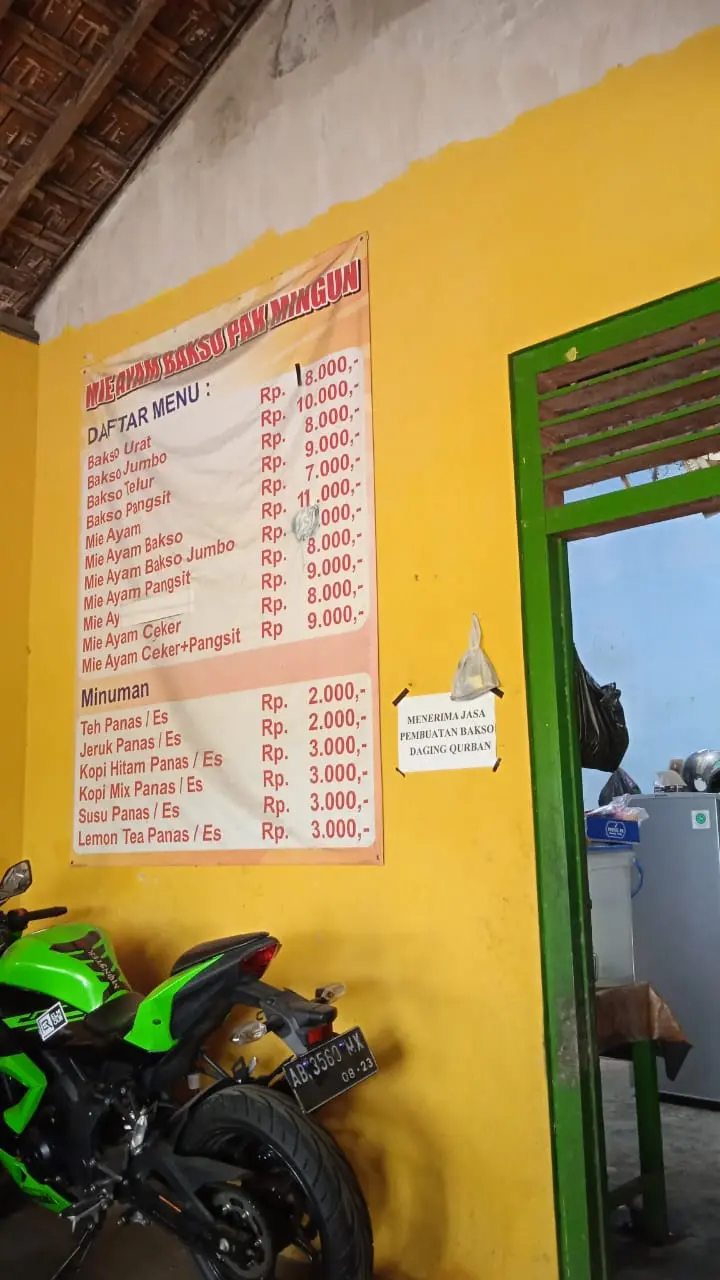 MIE AYAM BAKSO PAK MINGUN
DAFTAR MENU :
Bakso Urat Rp. 8.000,-
Bakso Jumbo Rp. 10.000,-
Bakso Telur Rp. 8.000,-
Bakso Pangsit Rp. 9.000,-
Mie Ayam Rp. 7.000,-
Mie Ayam Bakso Rp. 11.000,-
Mie Ayam Bakso Jumbo Rp. 000,-
Mie Ayam Pangsit Rp. 8.000,-
Mie Ay Rp. 9.000,-
Mie Ayam Ceker Rp. 8.000,-
Mie Ayam Ceker+Pangsit Rp 9.000,-
Minuman
Teh Panas / Es Rp. 2.000,-
Jeruk Panas / Es Rp. 2.000,-
Kopi Hitam Panas / Es Rp. 3.000,-
Kopi Mix Panas / Es Rp. 3.000,-
Susu Panas / Es Rp. 3.000,-
Lemon Tea Panas / Es Rp. 3.000,-
MENERIMA JASA
PEMBUATAN BAKSO
DAGING QURBAN
AB 3560 MX
08-23